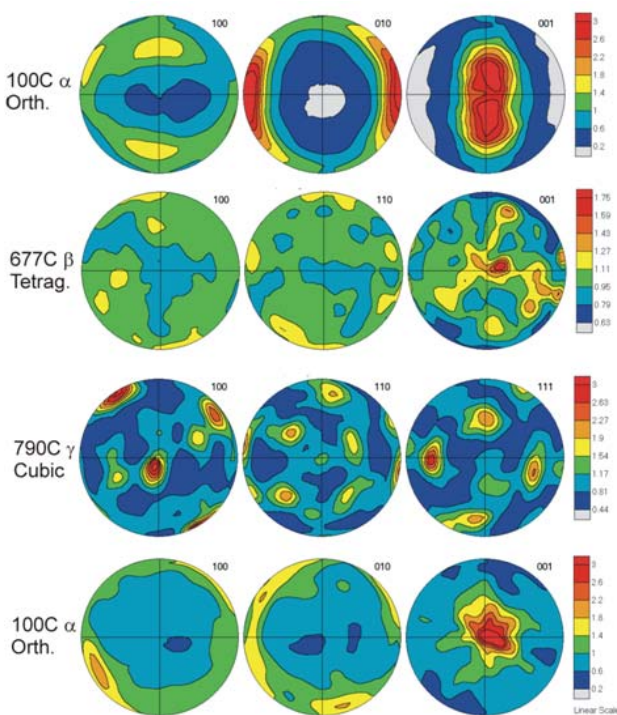 100 010 001
3
2.6
2.2
1.8
1.4
1
0.6
0.2
100C α
Orth.
100 110 001
1.75
1.59
1.43
1.27
1.11
0.95
0.79
0.63
677C β
Tetrag.
100 110 111
3
2.63
2.27
1.9
1.54
1.17
0.81
0.44
790C γ
Cubic
100 010 001
3
2.6
2.2
1.8
1.4
1
0.6
0.2
100C α
Orth.
Linear Scale